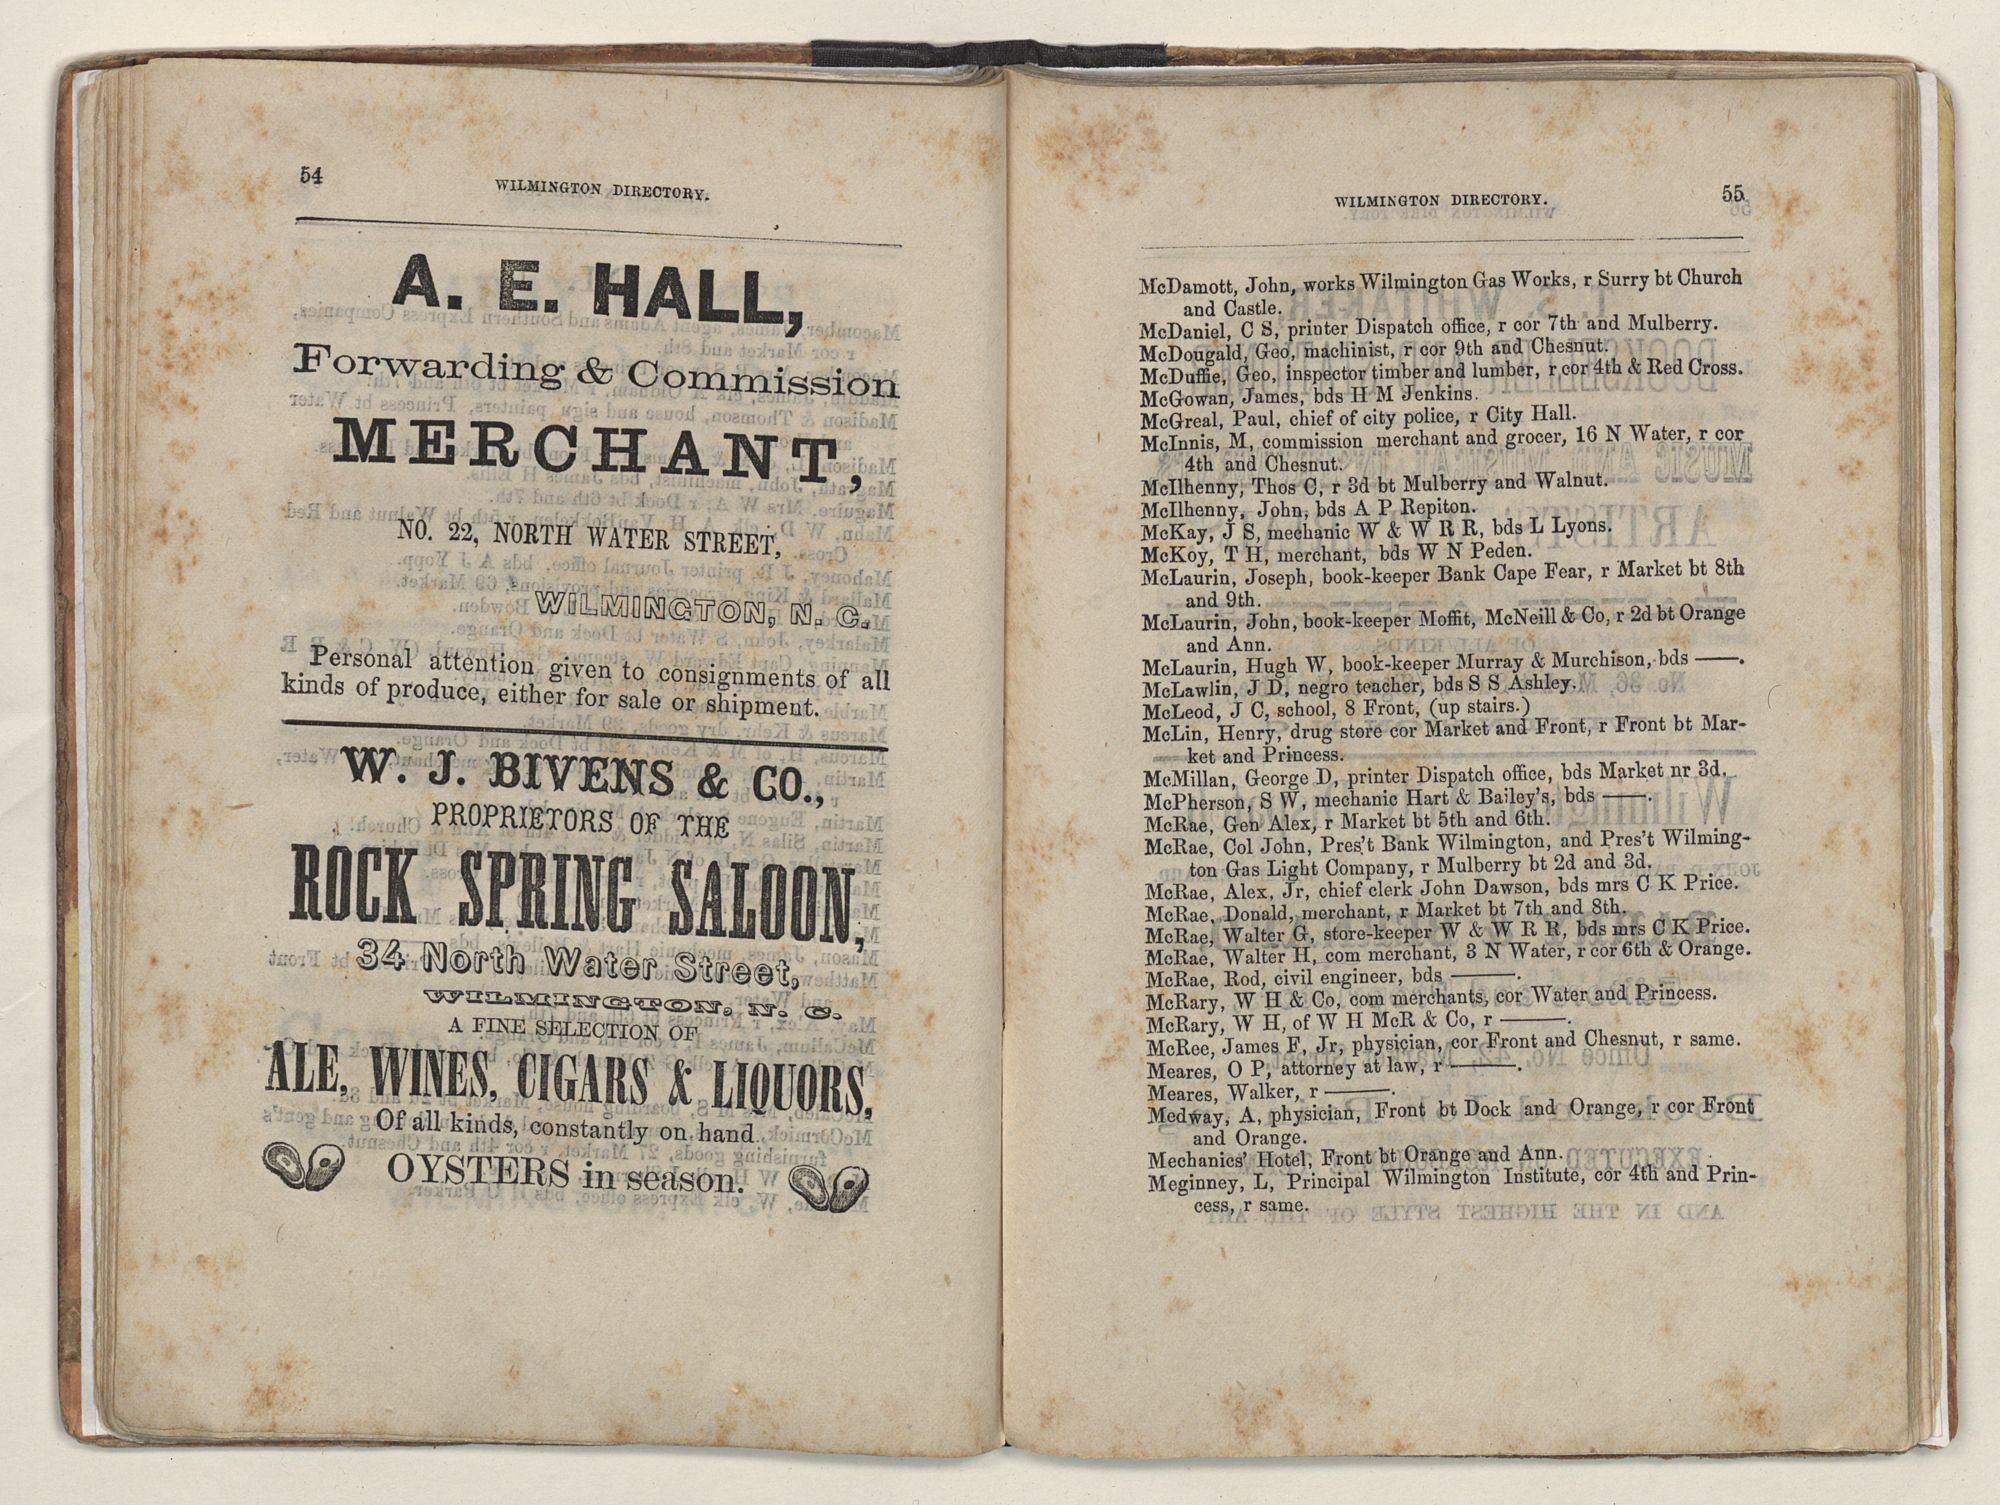 54
WILMINGTON DIRECTORY.
A. E. HALL,
Forwarding & Commission
MERCHANT,
NO. 22, NORTH WATER STREET,
WILMINGTON, N. C.
Personal attention given to consignments of all
kinds of produce, either for sale or shipment.
W. J. BIVENS & CO.,
PROPRIETORS OF THE
ROCK SPRING SALOON,
34 North Water Street,
WILMINGTON, N. C.
A FINE SELECTION OF
ALE, WINES, CIGARS & LIQUORS,
Of all kinds, constantly on hand.
OYSTERS in season.
WILMINGTON DIRECTORY.
55
McDamott, John, works Wilmington Gas Works, r Surry bt Church
and Castle.
McDaniel, C S, printer Dispatch office, r cor 7th and Mulberry.
McDougald, Geo, machinist, r cor 9th and Chesnut.
McDuffie, Geo, inspector timber and lumber, r cor 4th & Red Cross.
McGowan, James, bds H M Jenkins.
McGreal, Paul, chief of city police, r City Hall.
McInnis, M, commission merchant and grocer, 16 N Water, r cor
4th and Chesnut.
McIlhenny, Thos C, r 3d bt Mulberry and Walnut.
McIlhenny, John, bds A P Repiton.
McKay, J S, mechanic W & W R R, bds L Lyons.
McKoy, T H, merchant, bds W N Peden.
McLaurin, Joseph, book-keeper Bank Cape Fear, r Market bt 8th
and 9th.
McLaurin, John, book-keeper Moffit, McNeill & Co, r 2d bt Orange
and Ann.
McLaurin, Hugh W, book-keeper Murray & Murchison, bds ——.
McLawlin, J D, negro teacher, bds S S Ashley.
McLeod, J C, school, 8 Front, (up stairs.)
McLin, Henry, drug store cor Market and Front, r Front bt Mar-
ket and Princess.
McMillan, George D, printer Dispatch office, bds Market nr 3d.
McPherson, S W, mechanic Hart & Bailey's, bds ——.
McRae, Gen Alex, r Market bt 5th and 6th.
McRae, Col John, Pres't Bank Wilmington, and Pres't Wilming-
ton Gas Light Company, r Mulberry bt 2d and 3d.
McRae, Alex, Jr, chief clerk John Dawson, bds mrs C K Price.
McRae, Donald, merchant, r Market bt 7th and 8th.
McRae, Walter G, store-keeper W & W R R, bds mrs C K Price.
McRae, Walter H, com merchant, 3 N Water, r cor 6th & Orange.
McRae, Rod, civil engineer, bds ———.
McRary, W H & Co, com merchants, cor Water and Princess.
McRary, W H, of W H McR & Co, r ———.
McRee, James F, Jr, physician, cor Front and Chesnut, r same.
Meares, O P, attorney at law, r ———.
Meares, Walker, r ———.
Medway, A, physician, Front bt Dock and Orange, r cor Front
and Orange.
Mechanics' Hotel, Front bt Orange and Ann.
Meginney, L, Principal Wilmington Institute, cor 4th and Prin-
cess, r same.